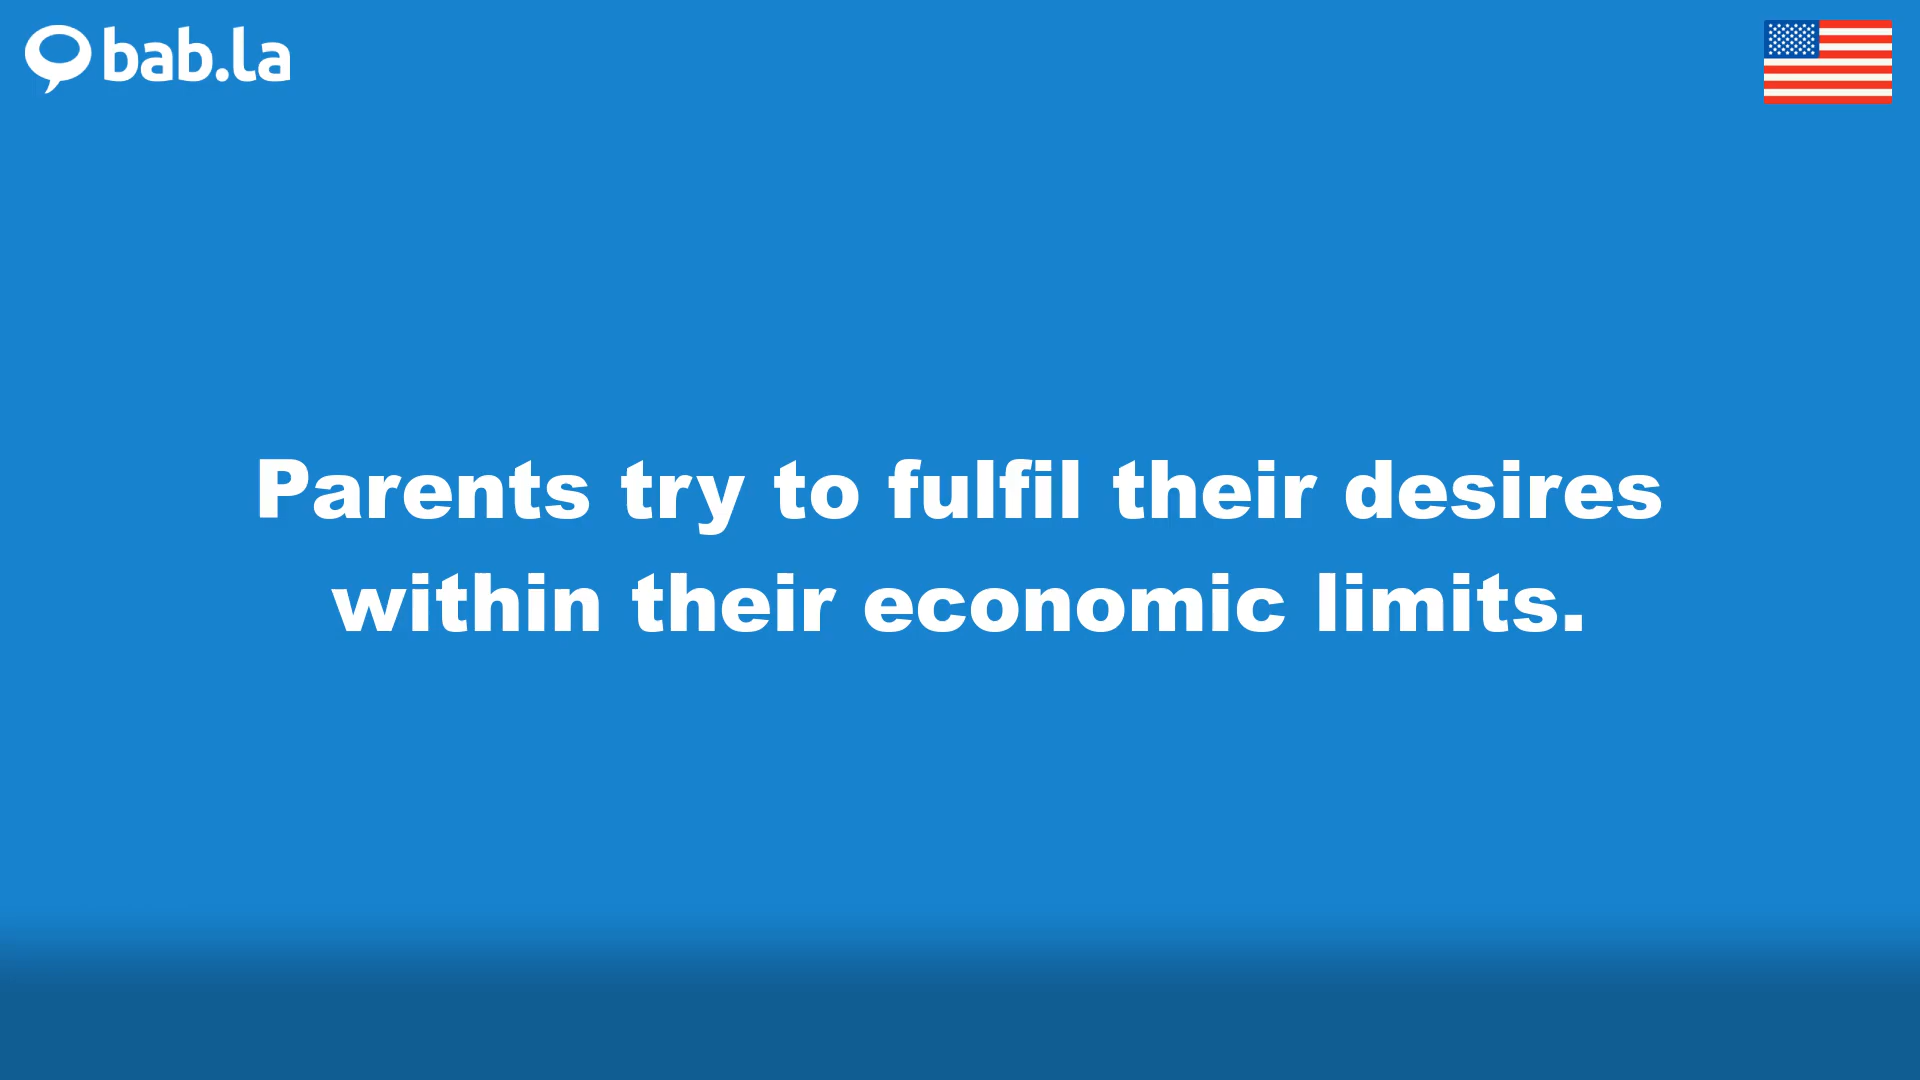 bab.la
Parents try to fulfil their desires
within their economic limits.